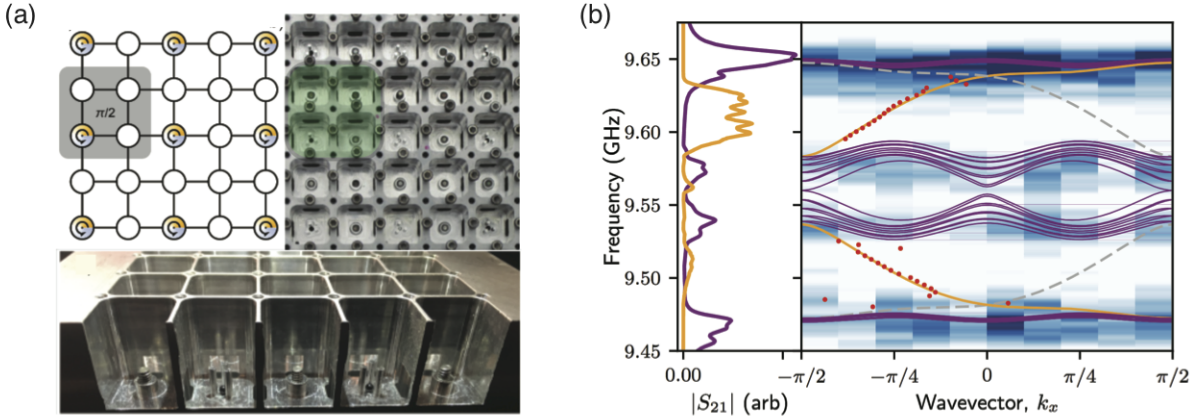 (a)
π/2
(b)
Frequency (GHz)
9.65
9.60
9.55
9.50
9.45
0.00
|S₂₁| (arb)
−π/2
−π/4
0
π/4
π/2
Wavevector, kₓ